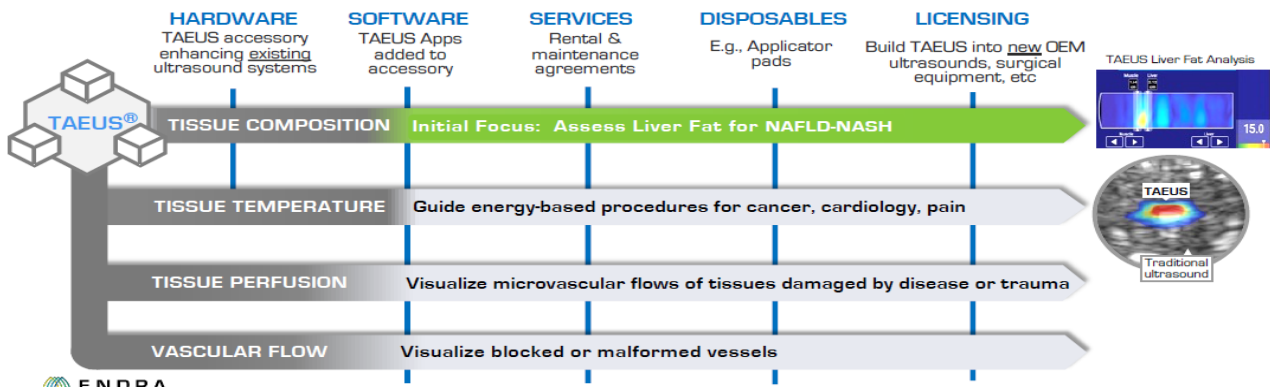 HARDWARE
TAEUS accessory
enhancing existing
ultrasound systems
SOFTWARE
TAEUS Apps
added to
accessory
SERVICES
Rental &
maintenance
agreements
DISPOSABLES
E.g., Applicator
pads
LICENSING
Build TAEUS into new OEM
ultrasounds, surgical
equipment, etc
TAEUS Liver Fat Analysis
Muscle Liver
15.0
TAEUS®
TISSUE COMPOSITION Initial Focus: Assess Liver Fat for NAFLD-NASH
TISSUE TEMPERATURE Guide energy-based procedures for cancer, cardiology, pain
TAEUS
Traditional
ultrasound
TISSUE PERFUSION Visualize microvascular flows of tissues damaged by disease or trauma
VASCULAR FLOW Visualize blocked or malformed vessels
ENDRA